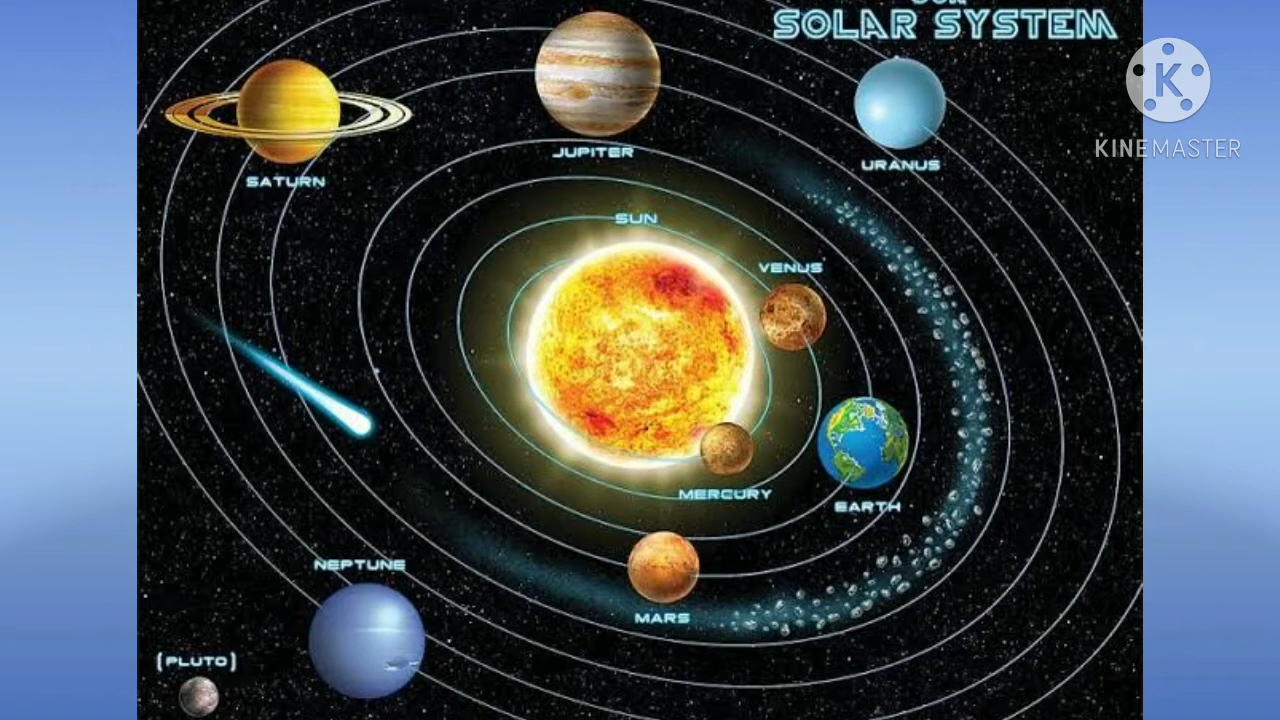 SOLAR SYSTEM
K
KINEMASTER
JUPITER
URANUS
SATURN
SUN
VENUS
MERCURY
EARTH
NEPTUNE
MARS
(PLUTO)